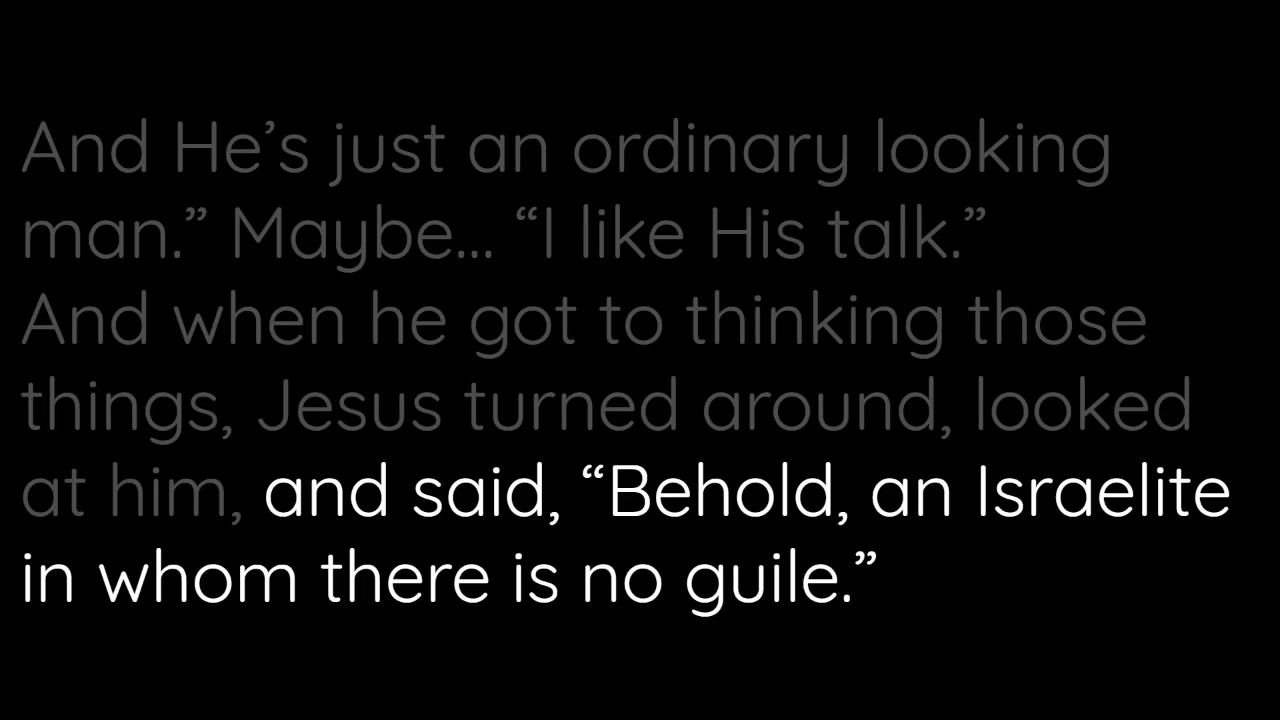 And He’s just an ordinary looking
man.” Maybe... “I like His talk.”
And when he got to thinking those
things, Jesus turned around, looked
at him, and said, “Behold, an Israelite
in whom there is no guile.”